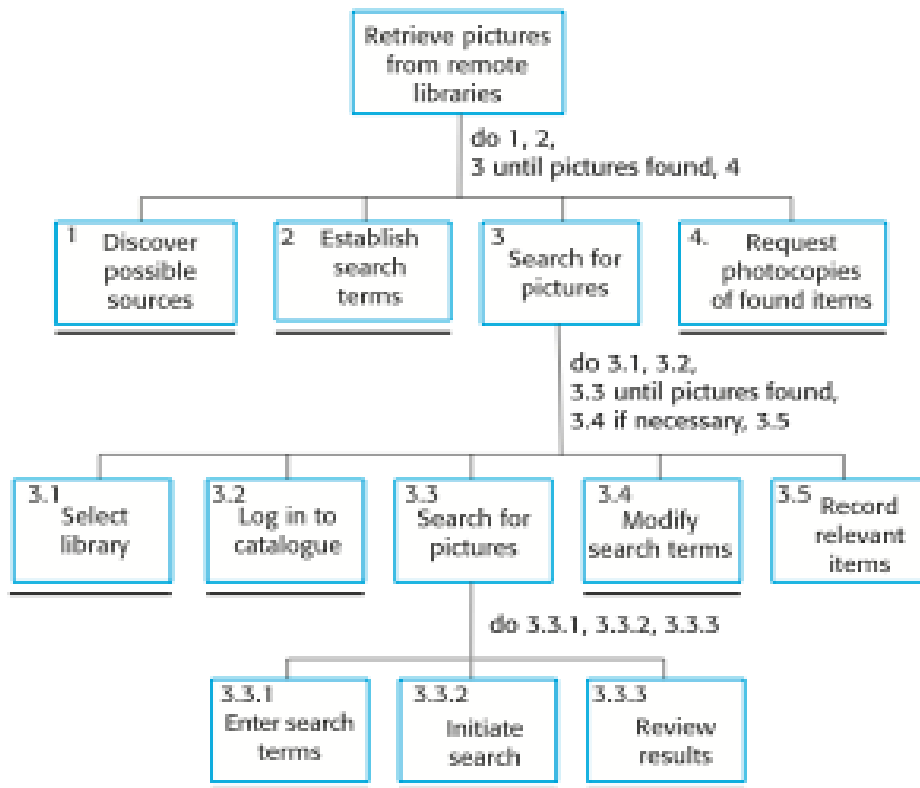 Retrieve pictures
from remote
libraries
do 1, 2,
3 until pictures found, 4
1
Discover
possible
sources
2
Establish
search
terms
3
Search for
pictures
4.
Request
photocopies
of found items
do 3.1, 3.2,
3.3 until pictures found,
3.4 if necessary, 3.5
3.1
Select
library
3.2
Log in to
catalogue
3.3
Search for
pictures
3.4
Modify
search terms
3.5
Record
relevant
items
do 3.3.1, 3.3.2, 3.3.3
3.3.1
Enter search
terms
3.3.2
Initiate
search
3.3.3
Review
results